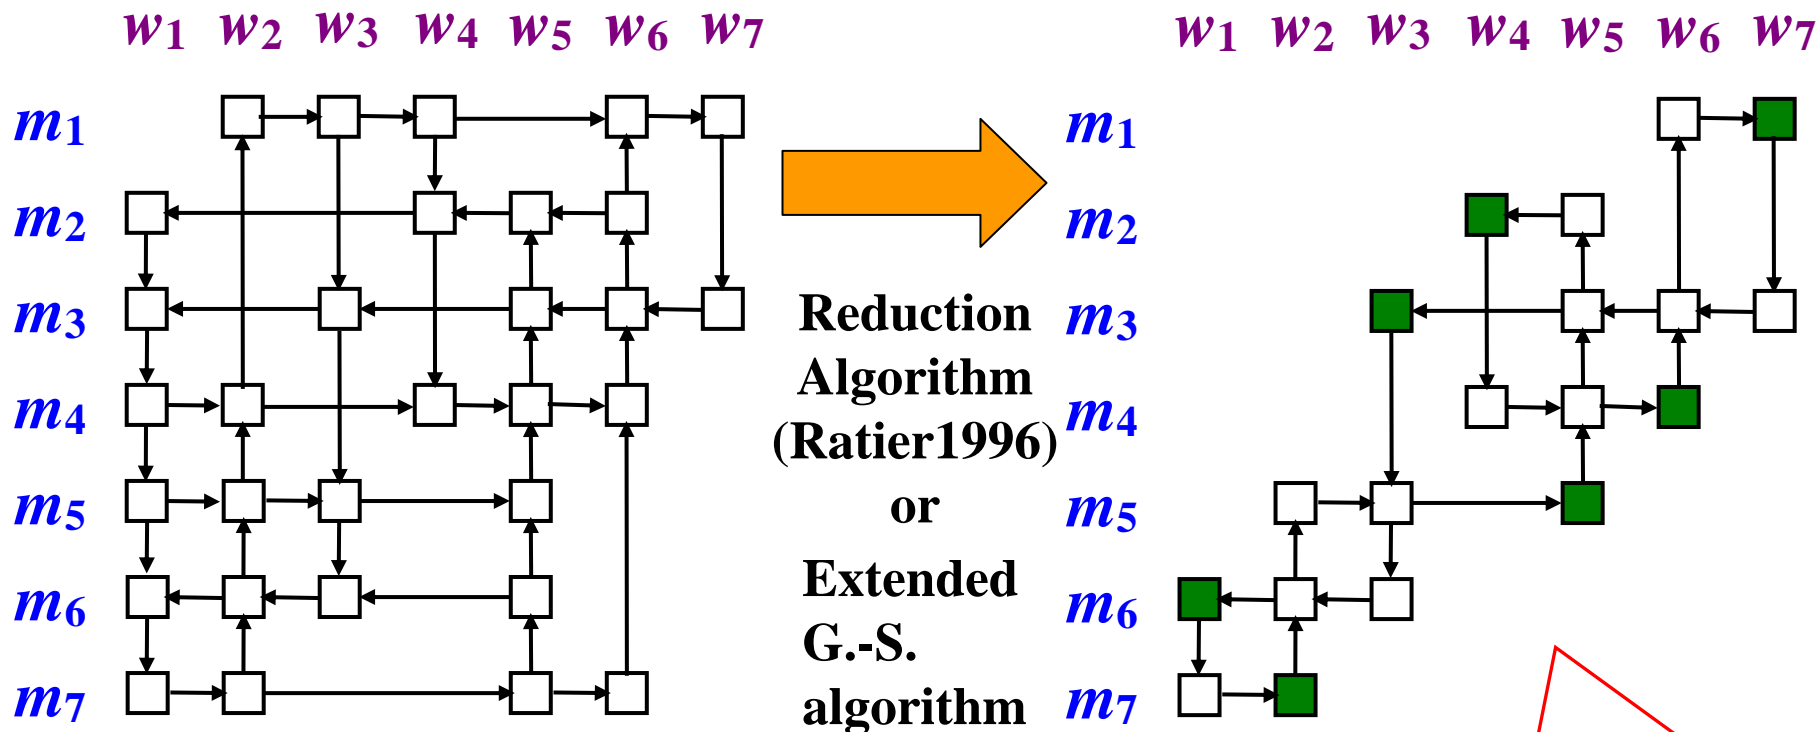 w1 w2 w3 w4 w5 w6 w7
m1
m2
m3
m4
m5
m6
m7
Reduction
Algorithm
(Ratier1996)
or
Extended
G.-S.
algorithm
w1 w2 w3 w4 w5 w6 w7
m1
m2
m3
m4
m5
m6
m7